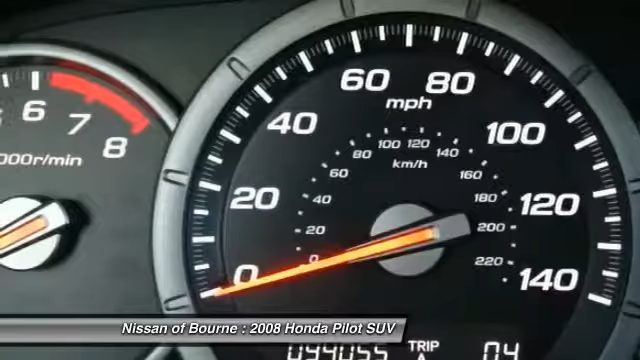 60 80
mph
6 7 8
000r/min
40 100
80 100 120 140
km/h
60 160
20 40 180 120
20 200
0 0 220 140
Nissan of Bourne : 2008 Honda Pilot SUV
099055 TRIP A 04